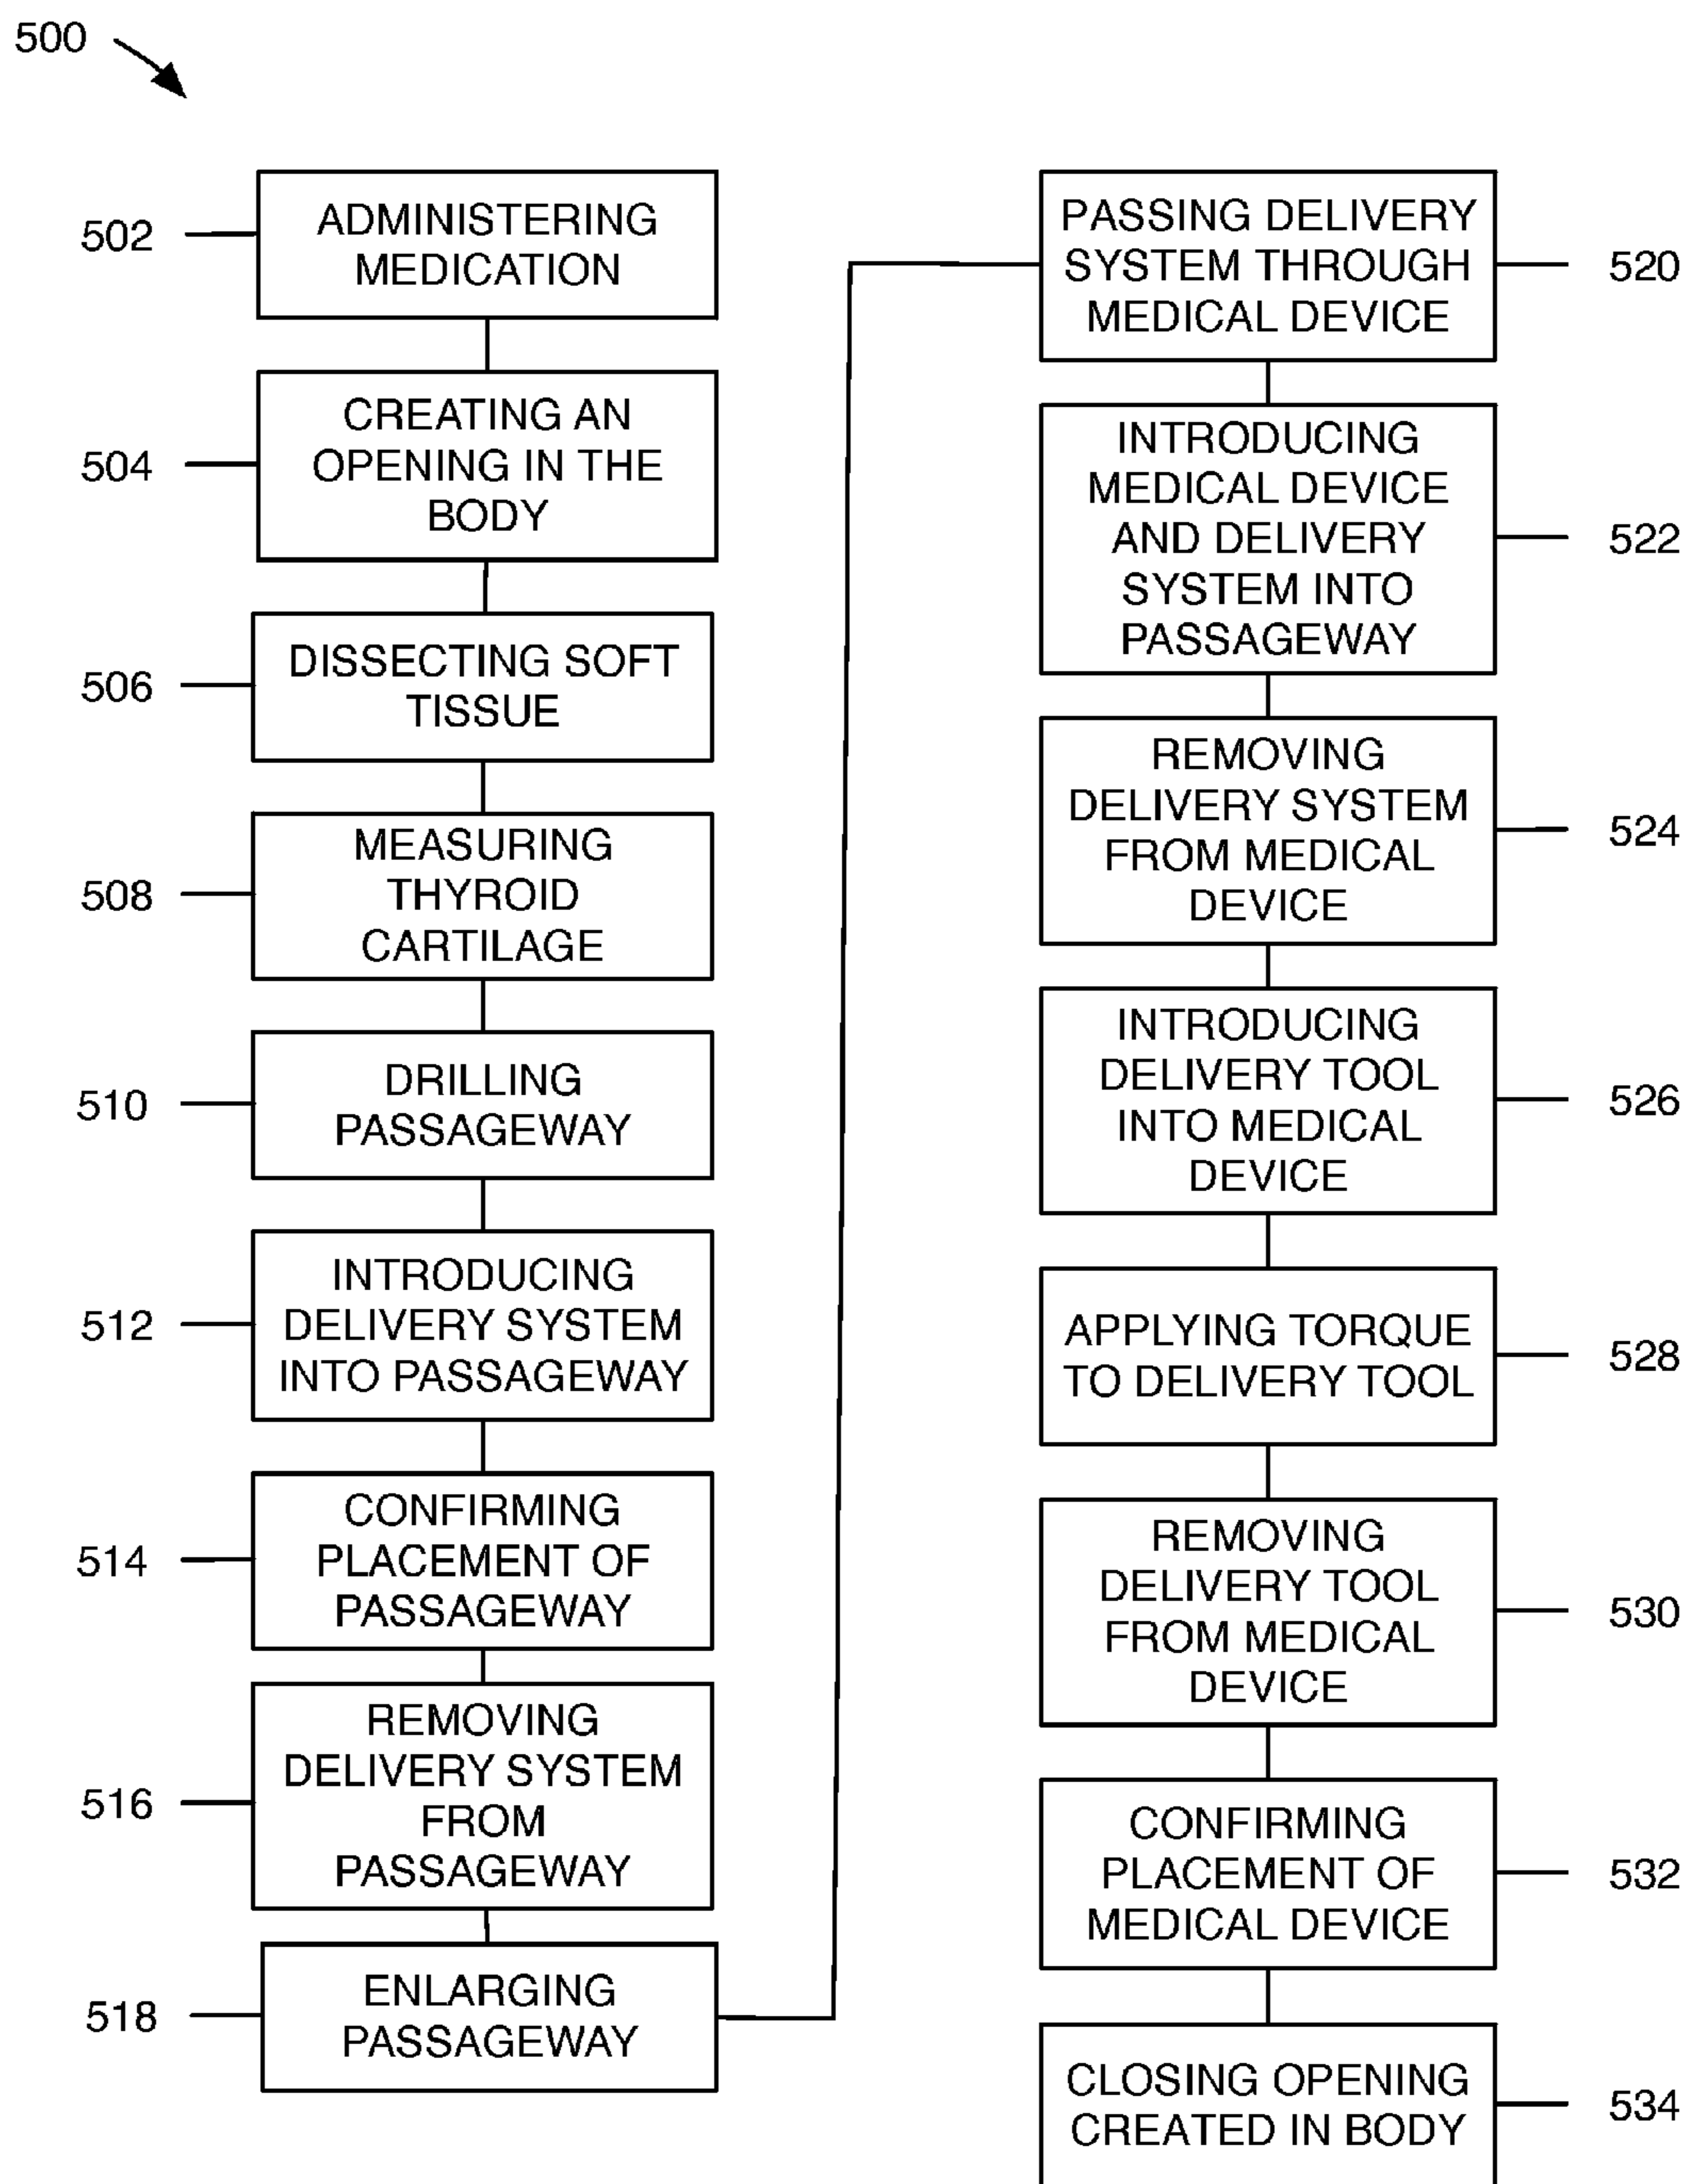 500
502
ADMINISTERING
MEDICATION
504
CREATING AN
OPENING IN THE
BODY
506
DISSECTING SOFT
TISSUE
508
MEASURING
THYROID
CARTILAGE
510
DRILLING
PASSAGEWAY
512
INTRODUCING
DELIVERY SYSTEM
INTO PASSAGEWAY
514
CONFIRMING
PLACEMENT OF
PASSAGEWAY
516
REMOVING
DELIVERY SYSTEM
FROM
PASSAGEWAY
518
ENLARGING
PASSAGEWAY
PASSING DELIVERY
SYSTEM THROUGH
MEDICAL DEVICE
520
INTRODUCING
MEDICAL DEVICE
AND DELIVERY
SYSTEM INTO
PASSAGEWAY
522
REMOVING
DELIVERY SYSTEM
FROM MEDICAL
DEVICE
524
INTRODUCING
DELIVERY TOOL
INTO MEDICAL
DEVICE
526
APPLYING TORQUE
TO DELIVERY TOOL
528
REMOVING
DELIVERY TOOL
FROM MEDICAL
DEVICE
530
CONFIRMING
PLACEMENT OF
MEDICAL DEVICE
532
CLOSING OPENING
CREATED IN BODY
534